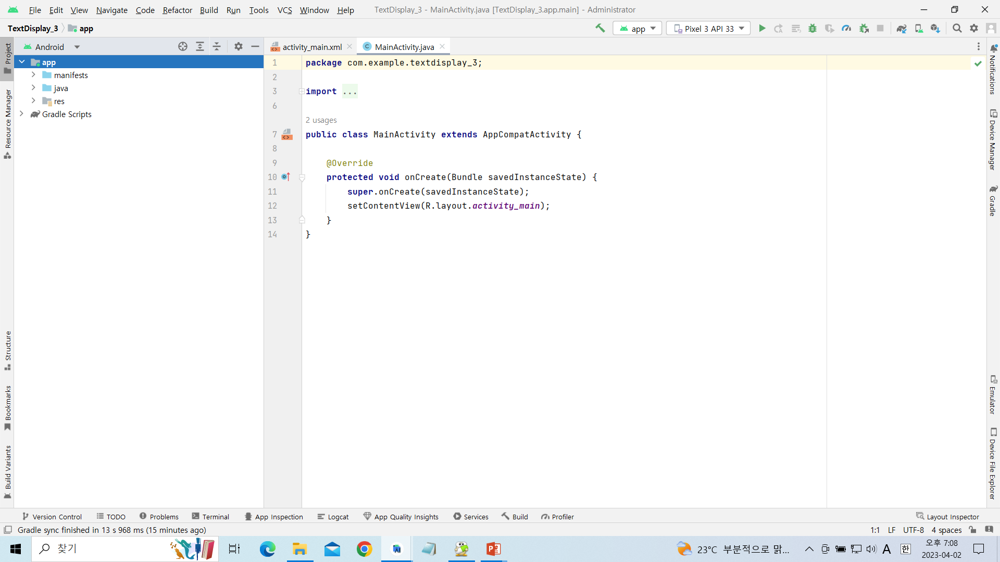 File Edit View Navigate Code Refactor Build Run Tools VCS Window Help TextDisplay_3 - MainActivity.java [TextDisplay_3.app.main] - Administrator
TextDisplay_3 app app Pixel 3 API 33
Project
Resource Manager
Structure
Bookmarks
Build Variants
Android
app
manifests
java
res
Gradle Scripts
activity_main.xml MainActivity.java
1 package com.example.textdisplay_3;
2
3 import ...
6
2 usages
7 public class MainActivity extends AppCompatActivity {
8
9 @Override
10 protected void onCreate(Bundle savedInstanceState) {
11 super.onCreate(savedInstanceState);
12 setContentView(R.layout.activity_main);
13 }
14 }
Notifications
Device Manager
Gradle
Emulator
Device File Explorer
Version Control TODO Problems Terminal App Inspection Logcat App Quality Insights Services Build Profiler Layout Inspector
Gradle sync finished in 13 s 968 ms (15 minutes ago) 1:1 LF UTF-8 4 spaces
찾기 23°C 부분적으로 맑... A 한 오후 7:08
2023-04-02